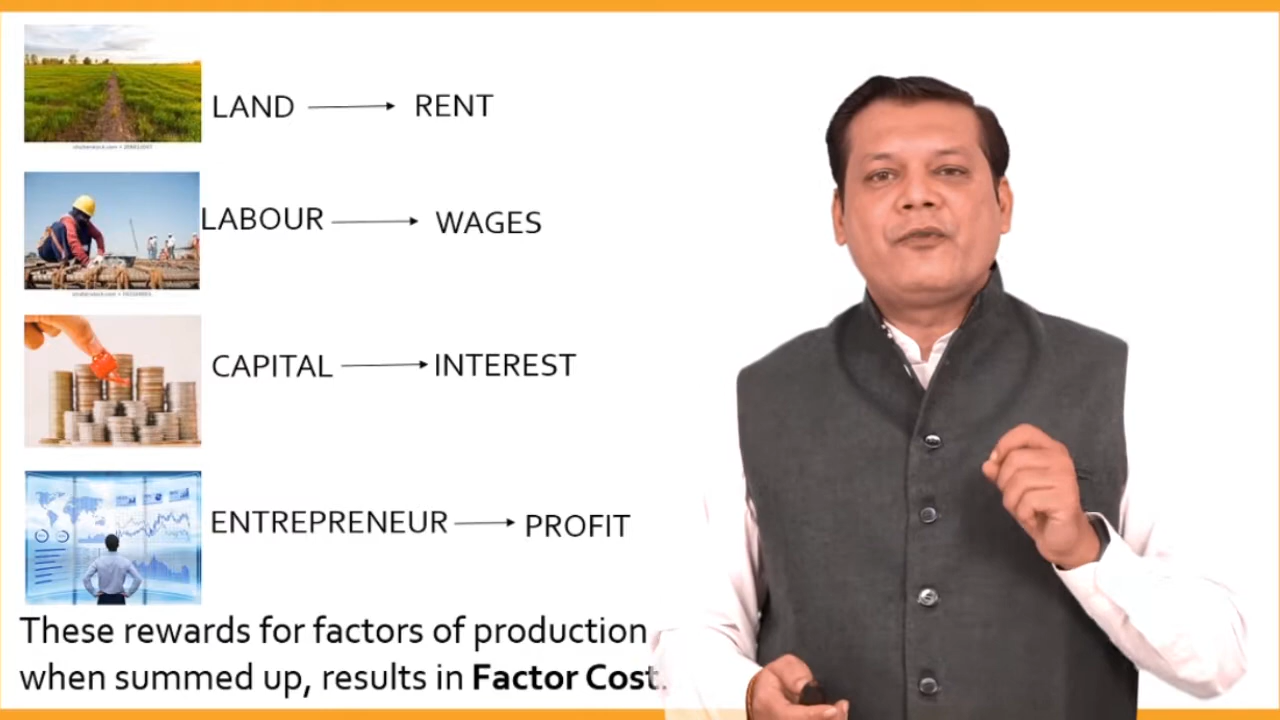 LAND → RENT
LABOUR → WAGES
CAPITAL → INTEREST
ENTREPRENEUR → PROFIT
These rewards for factors of production
when summed up, results in Factor Cost.